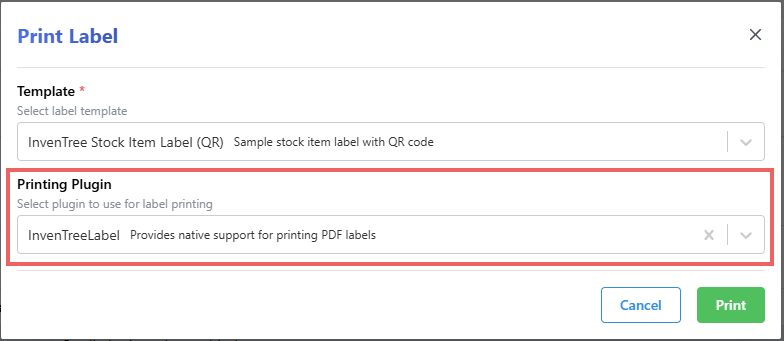 Print Label
Template *
Select label template
InvenTree Stock Item Label (QR) Sample stock item label with QR code
Printing Plugin
Select plugin to use for label printing
InvenTreeLabel Provides native support for printing PDF labels
Cancel Print